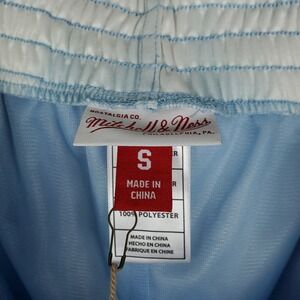 NOSTALGIA CO.
Mitchell & Ness
PHILADELPHIA, PA.
S
MADE IN
CHINA
100% POLYESTER
MADE IN CHINA
HECHO EN CHINA
FABRIQUE EN CHINE